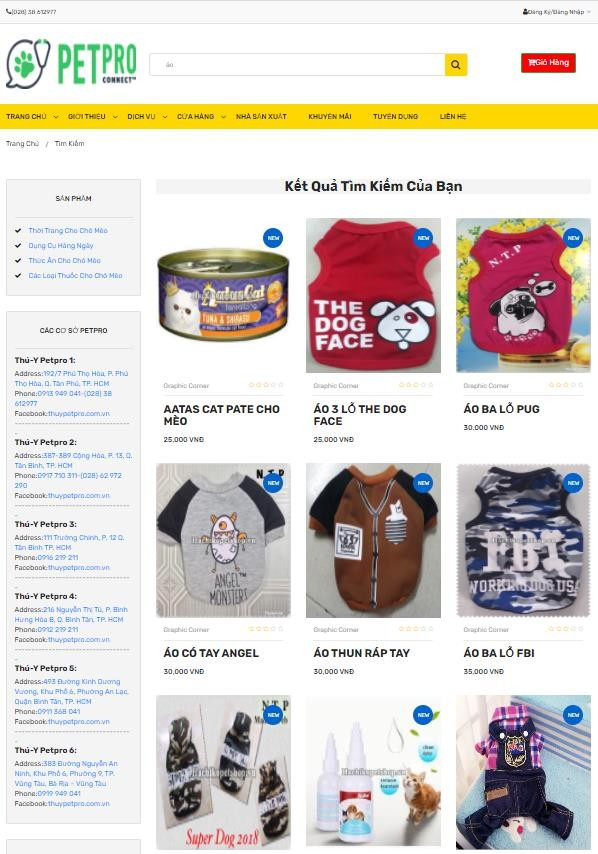 (028) 38 612977
Đăng Ký/Đăng Nhập
PETPRO
CONNECT™
áo
Giỏ Hàng
TRANG CHỦ
GIỚI THIỆU
DỊCH VỤ
CỬA HÀNG
NHÀ SẢN XUẤT
KHUYẾN MÃI
TUYỂN DỤNG
LIÊN HỆ
Trang Chủ / Tìm Kiếm
SẢN PHẨM
Thời Trang Cho Chó Mèo
Dụng Cụ Hàng Ngày
Thức Ăn Cho Chó Mèo
Các Loại Thuốc Cho Chó Mèo
CÁC CƠ SỞ PETPRO
Thú-Y Petpro 1:
Address:192/7 Phú Thọ Hòa, P. Phú
Thọ Hòa, Q. Tân Phú, TP. HCM
Phone:0913 949 041-(028) 38
612977
Facebook:thuypetpro.com.vn
Thú-Y Petpro 2:
Address:387-389 Cộng Hòa, P. 13, Q.
Tân Bình, TP. HCM
Phone:0917 710 311-(028) 62 972
290
Facebook:thuypetpro.com.vn
Thú-Y Petpro 3:
Address:111 Trường Chinh, P. 12 Q.
Tân Bình TP. HCM
Phone:0916 219 211
Facebook:thuypetpro.com.vn
Thú-Y Petpro 4:
Address:216 Nguyễn Thị Tú, P. Bình
Hưng Hòa B, Q. Bình Tân, TP. HCM
Phone:0912 219 211
Facebook:thuypetpro.com.vn
Thú-Y Petpro 5:
Address:493 Đường Kinh Dương
Vương, Khu Phố 6, Phường An Lạc,
Quận Bình Tân, TP. HCM
Phone:0911 368 041
Facebook:thuypetpro.com.vn
Thú-Y Petpro 6:
Address:383 Đường Nguyễn An
Ninh, Khu Phố 6, Phường 9, TP.
Vũng Tàu, Bà Rịa - Vũng Tàu
Phone:0919 949 041
Facebook:thuypetpro.com.vn
Kết Quả Tìm Kiếm Của Bạn
NEW
AatasCat
TUNA & SHIRASU
Graphic Corner
AATAS CAT PATE CHO
MÈO
25,000 VNĐ
NEW
THE
DOG
FACE
Graphic Corner
ÁO 3 LỖ THE DOG
FACE
25,000 VNĐ
NEW
N.T.P
Graphic Corner
ÁO BA LỖ PUG
30,000 VNĐ
NEW
N.T.P
Hachikopetshop.vn
ANGEL
MONSTERS
Graphic Corner
ÁO CÓ TAY ANGEL
30,000 VNĐ
NEW
Hachikopetshop.vn
Graphic Corner
ÁO THUN RÁP TAY
30,000 VNĐ
NEW
Hachikopetshop.vn
FBI
WORKING DOG USA
Graphic Corner
ÁO BA LỖ FBI
35,000 VNĐ
NEW
N.T.P
Hachikopetshop.vn
Super Dog 2018
NEW
Hachikopetshop.vn
NEW